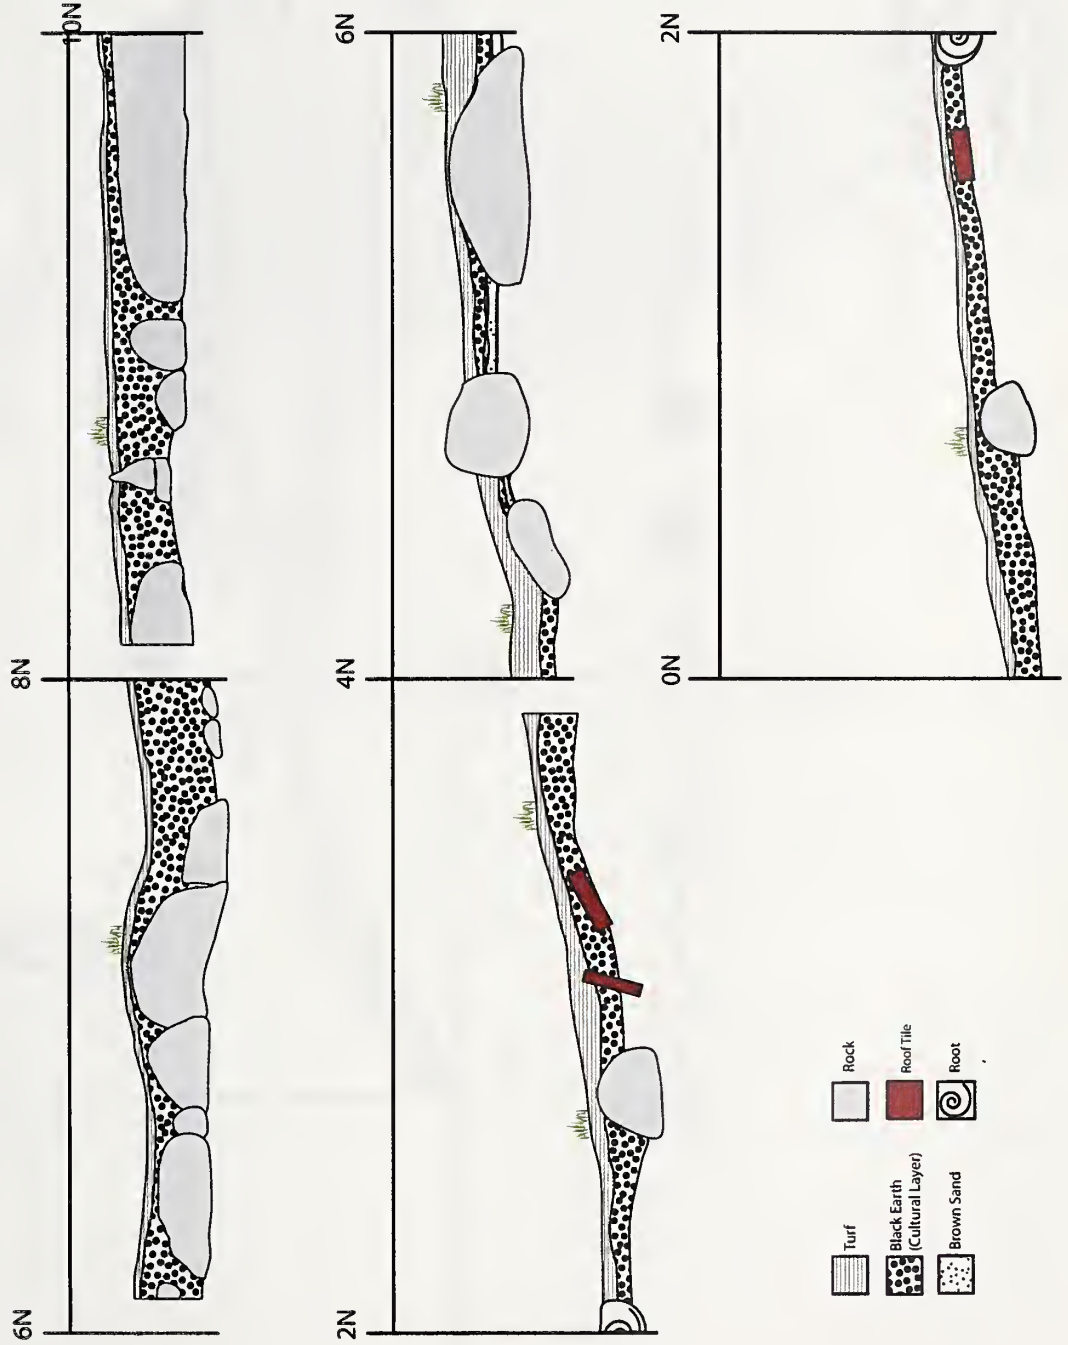 6N
8N
10N
2N
4N
6N
0N
2N
Turf
Black Earth
(Cultural Layer)
Brown Sand
Rock
Roof Tile
Root